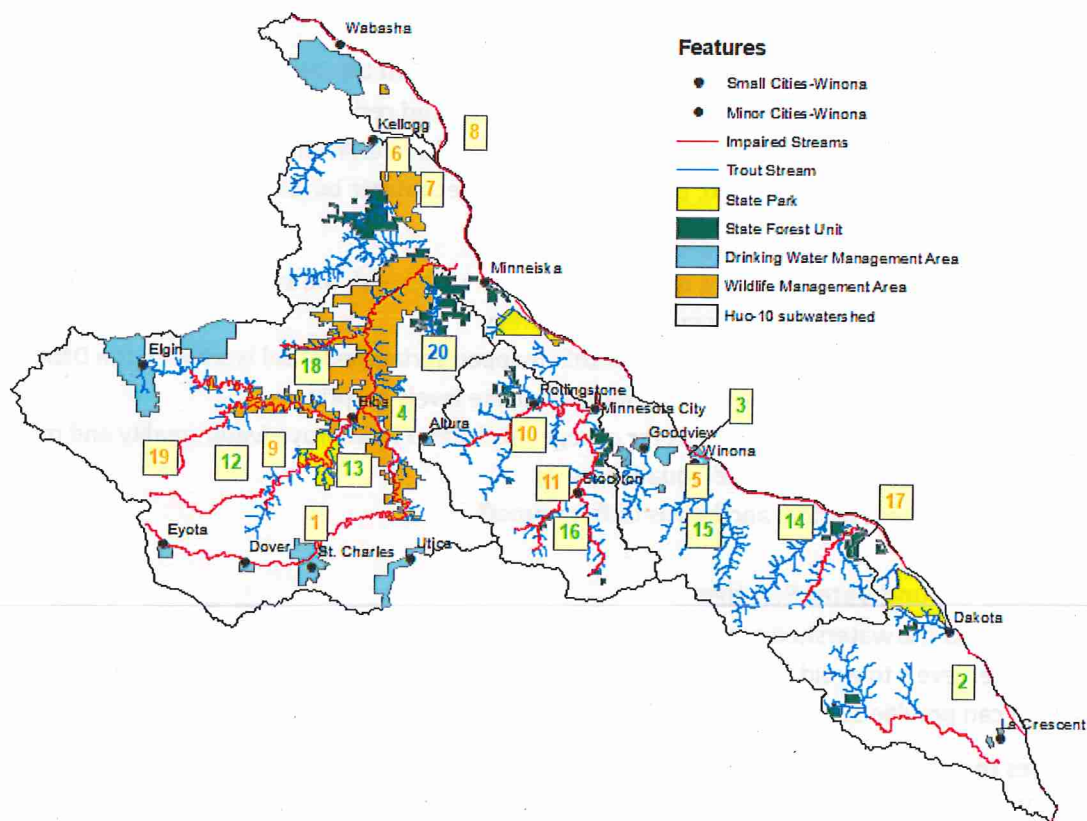 Wabasha
Features
Small Cities-Winona
Minor Cities-Winona
Impaired Streams
Trout Stream
State Park
State Forest Unit
Drinking Water Management Area
Wildlife Management Area
Huc-10 subwatershed
Kellogg
8
6
7
Minneiska
Elgin
18
20
Rollingstone
Minnesota City
3
Elba
4
Altura
Goodview
Winona
10
19
12
9
13
5
11
Stockton
17
1
16
15
14
Eyota
Dover
St. Charles
Utica
Dakota
2
La Crescent